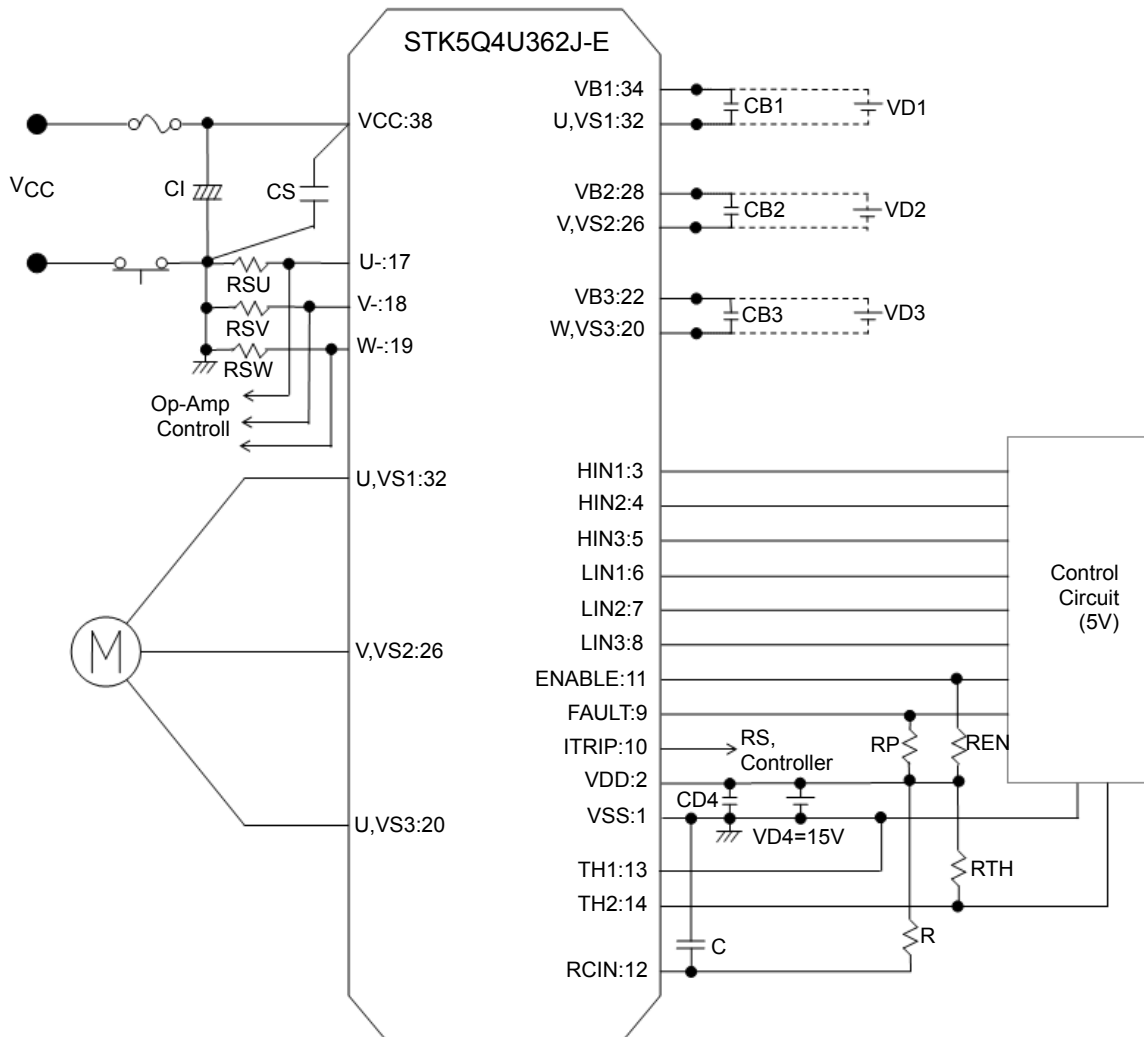 STK5Q4U362J-E
VCC:38
VCC
CI
CS
U-:17
RSU
V-:18
RSV
W-:19
RSW
Op-Amp
Controll
U,VS1:32
M
V,VS2:26
U,VS3:20
VB1:34
CB1
VD1
U,VS1:32
VB2:28
CB2
VD2
V,VS2:26
VB3:22
CB3
VD3
W,VS3:20
HIN1:3
HIN2:4
HIN3:5
LIN1:6
LIN2:7
LIN3:8
ENABLE:11
FAULT:9
ITRIP:10
RS,
Controller
RP
REN
VDD:2
CD4
VSS:1
VD4=15V
TH1:13
RTH
TH2:14
R
C
RCIN:12
Control
Circuit
(5V)